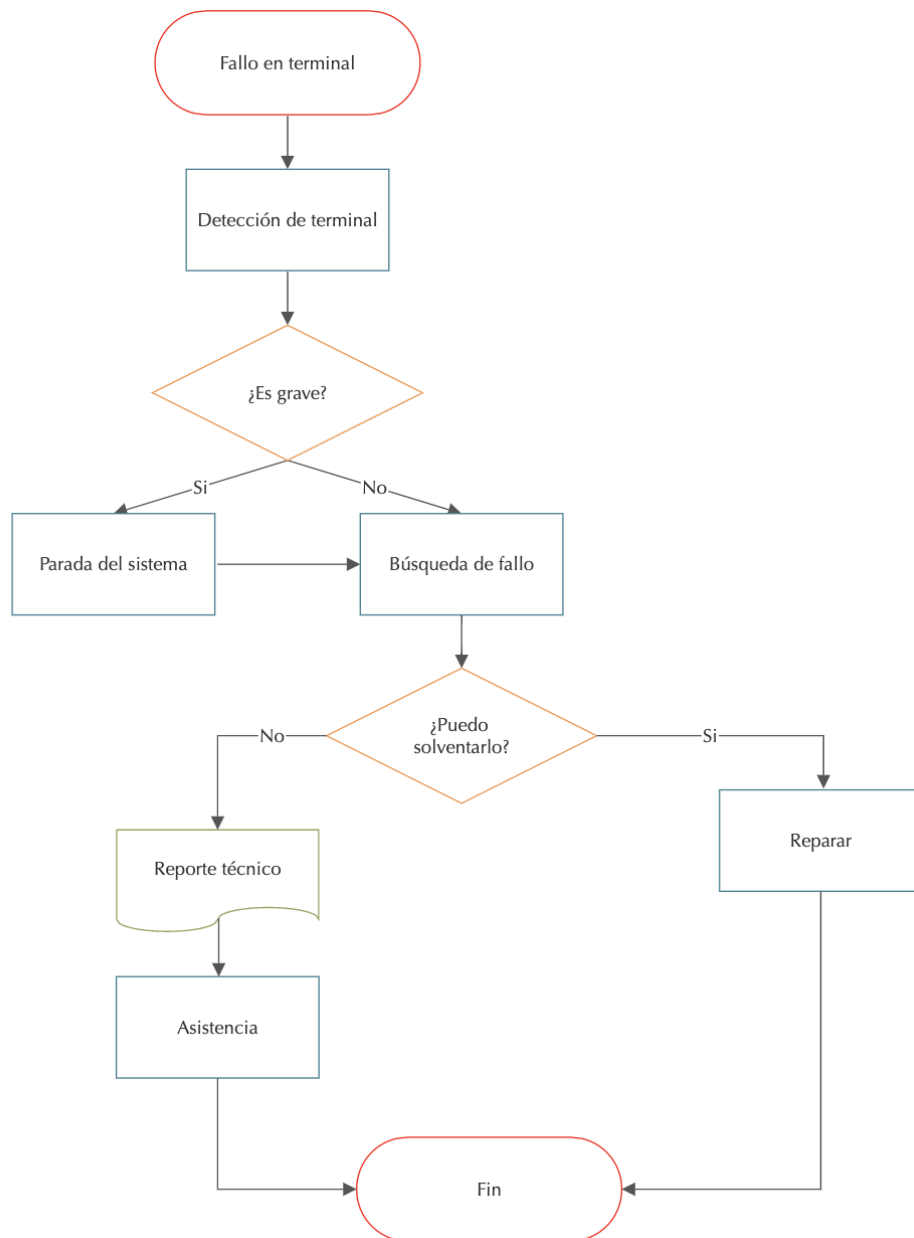 Fallo en terminal
Detección de terminal
¿Es grave?
Si
No
Parada del sistema
Búsqueda de fallo
¿Puedo
solventarlo?
No
Si
Reporte técnico
Reparar
Asistencia
Fin